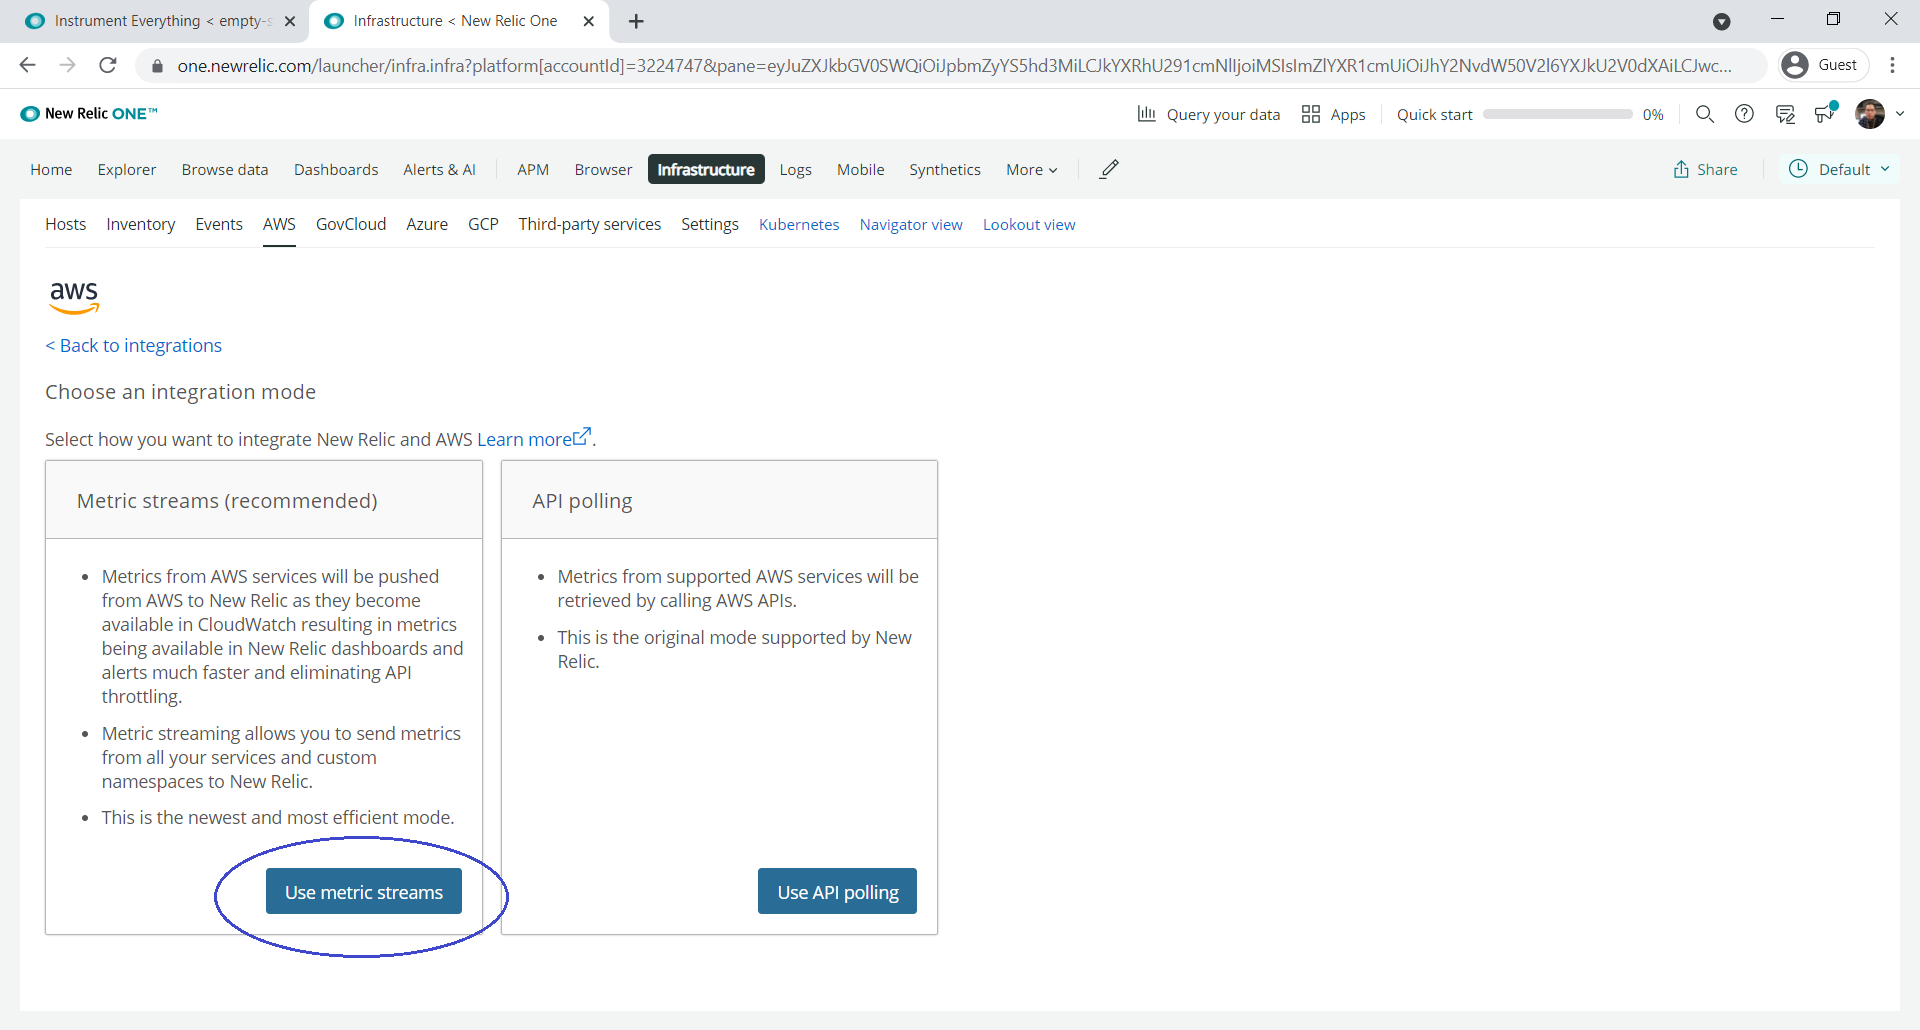 Instrument Everything < empty-s
Infrastructure < New Relic One
one.newrelic.com/launcher/infra.infra?platform[accountId]=3224747&pane=eyJuZXJkbGV0SWQiOiJpbmZyYS5hd3MiLCJkYXRhU291cmNlIjoiMSIsImZlYXR1cmUiOiJhY2NvdW50V2l6YXJkU2V0dXAiLCJwc...
Guest
New Relic ONE™
Query your data
Apps
Quick start
0%
Home
Explorer
Browse data
Dashboards
Alerts & AI
APM
Browser
Infrastructure
Logs
Mobile
Synthetics
More
Share
Default
Hosts
Inventory
Events
AWS
GovCloud
Azure
GCP
Third-party services
Settings
Kubernetes
Navigator view
Lookout view
aws
< Back to integrations
Choose an integration mode
Select how you want to integrate New Relic and AWS Learn more.
Metric streams (recommended)
• Metrics from AWS services will be pushed
from AWS to New Relic as they become
available in CloudWatch resulting in metrics
being available in New Relic dashboards and
alerts much faster and eliminating API
throttling.
• Metric streaming allows you to send metrics
from all your services and custom
namespaces to New Relic.
• This is the newest and most efficient mode.
Use metric streams
API polling
• Metrics from supported AWS services will be
retrieved by calling AWS APIs.
• This is the original mode supported by New
Relic.
Use API polling